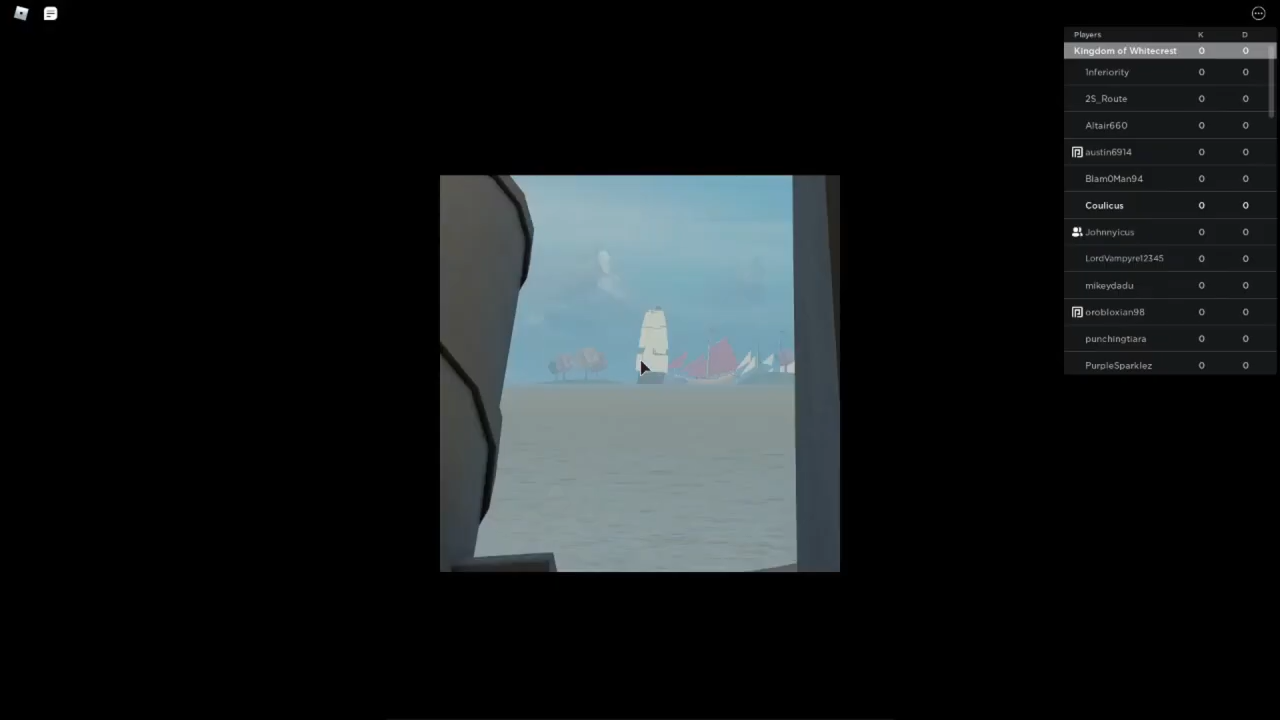 Players K D
Kingdom of Whitecrest 0 0
1nferiority 0 0
2S_Route 0 0
Altair660 0 0
austin6914 0 0
Blam0Man94 0 0
Coulicus 0 0
Johnnyicus 0 0
LordVampyre12345 0 0
mikeydadu 0 0
orobloxian98 0 0
punchingtiara 0 0
PurpleSparklez 0 0